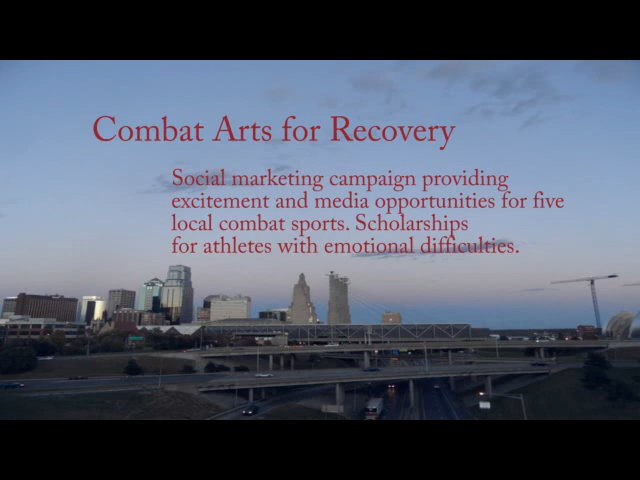 Combat Arts for Recovery
Social marketing campaign providing
excitement and media opportunities for five
local combat sports. Scholarships
for athletes with emotional difficulties.